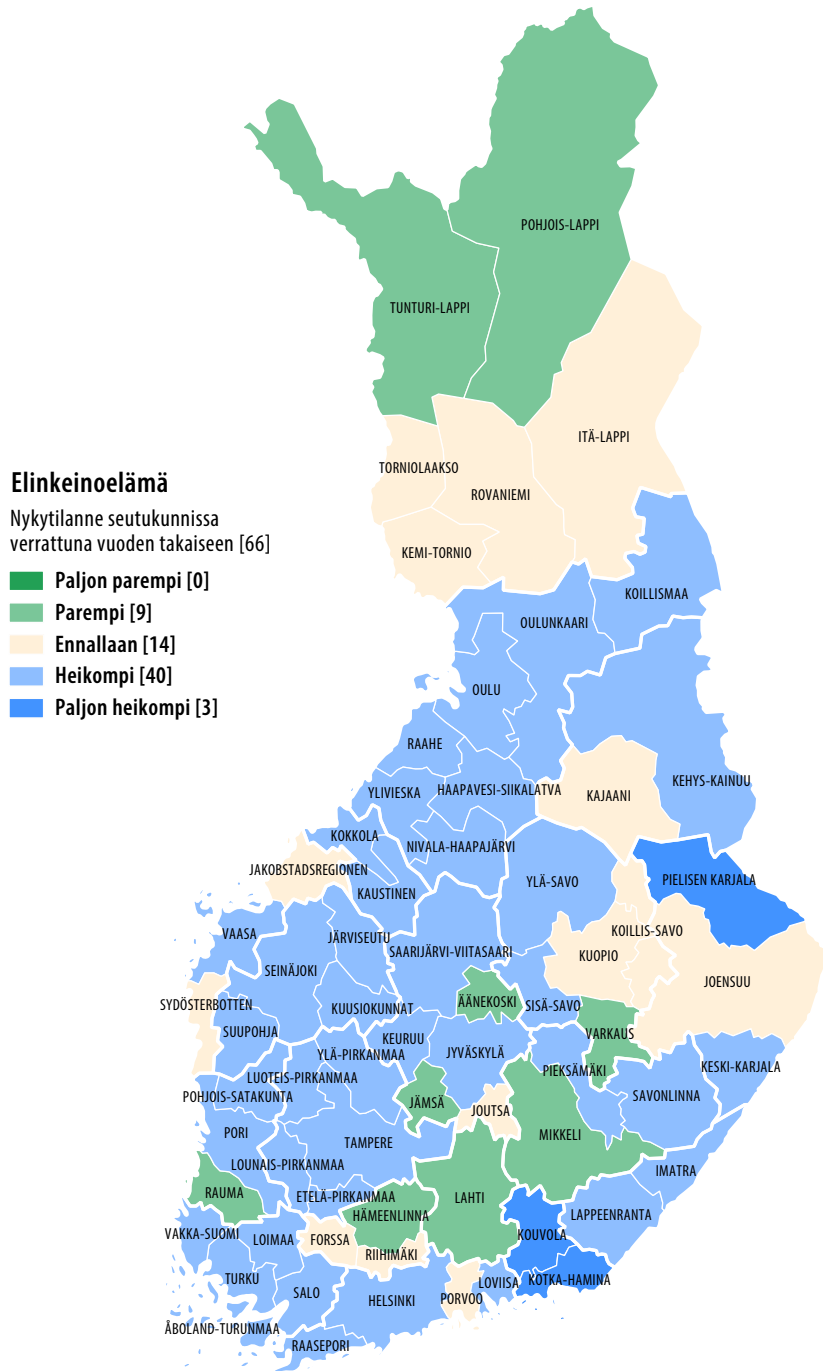 POHJOIS-LAPPI
TUNTURI-LAPPI
ITÄ-LAPPI
TORNIOLAAKSO
ROVANIEMI
KEMI-TORNIO
Elinkeinoelämä
Nykytilanne seutukunnissa
verrattuna vuoden takaiseen [66]
Paljon parempi [0]
Parempi [9]
Ennallaan [14]
Heikompi [40]
Paljon heikompi [3]
KOILLISMAA
OULUNKAARI
OULU
RAAHE
KEHYS-KAINUU
YLIVIESKA
HAAPAVESI-SIIKALATVA
KAJAANI
KOKKOLA
NIVALA-HAAPAJÄRVI
JAKOBSTADSREGIONEN
YLÄ-SAVO
PIELISEN KARJALA
KAUSTINEN
VAASA
JÄRVISEUTU
KOILLIS-SAVO
SAARIJÄRVI-VIITASAARI
KUOPIO
SEINÄJOKI
JOENSUU
SYDÖSTERBOTTEN
KUUSIOKUNNAT
ÄÄNEKOSKI
SISÄ-SAVO
SUUPOHJA
KEURUU
VARKAUS
YLÄ-PIRKANMAA
JYVÄSKYLÄ
KESKI-KARJALA
PIEKSÄMÄKI
LUOTEIS-PIRKANMAA
POHJOIS-SATAKUNTA
SAVONLINNA
JÄMSÄ
JOUTSA
PORI
MIKKELI
TAMPERE
LOUNAIS-PIRKANMAA
IMATRA
RAUMA
ETELÄ-PIRKANMAA
LAHTI
HÄMEENLINNA
LAPPEENRANTA
VAKKA-SUOMI
LOIMAA
FORSSA
KOUVOLA
RIIHIMÄKI
TURKU
LOVIISA
KOTKA-HAMINA
SALO
HELSINKI
PORVOO
ÅBOLAND-TURUNMAA
RAASEPORI